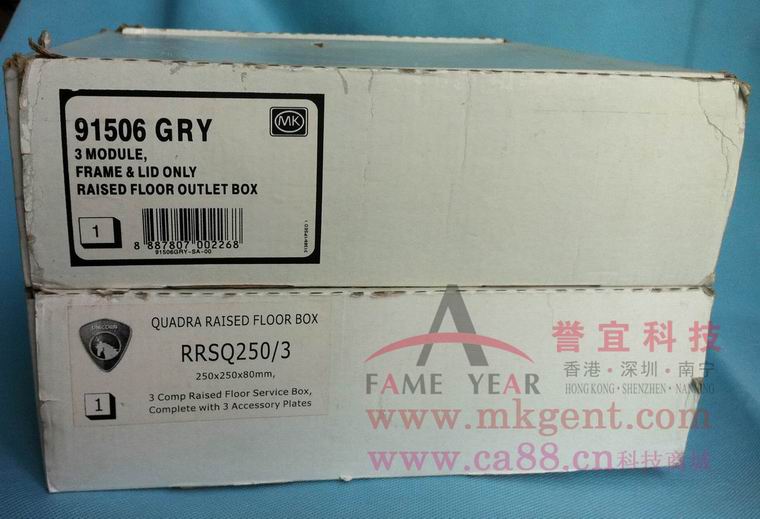 91506 GRY
MK
3 MODULE,
FRAME & LID ONLY
RAISED FLOOR OUTLET BOX
1
8 887807 002268
91506GRY-SA-00
UNICORN
QUADRA RAISED FLOOR BOX
RRSQ250/3
250x250x80mm,
1
3 Comp Raised Floor Service Box,
Complete with 3 Accessory Plates
FAME YEAR
誉宜科技
香港·深圳·南宁
HONG KONG·SHENZHEN·NANNING
www.mkgent.com
www.ca88.cn科技商城